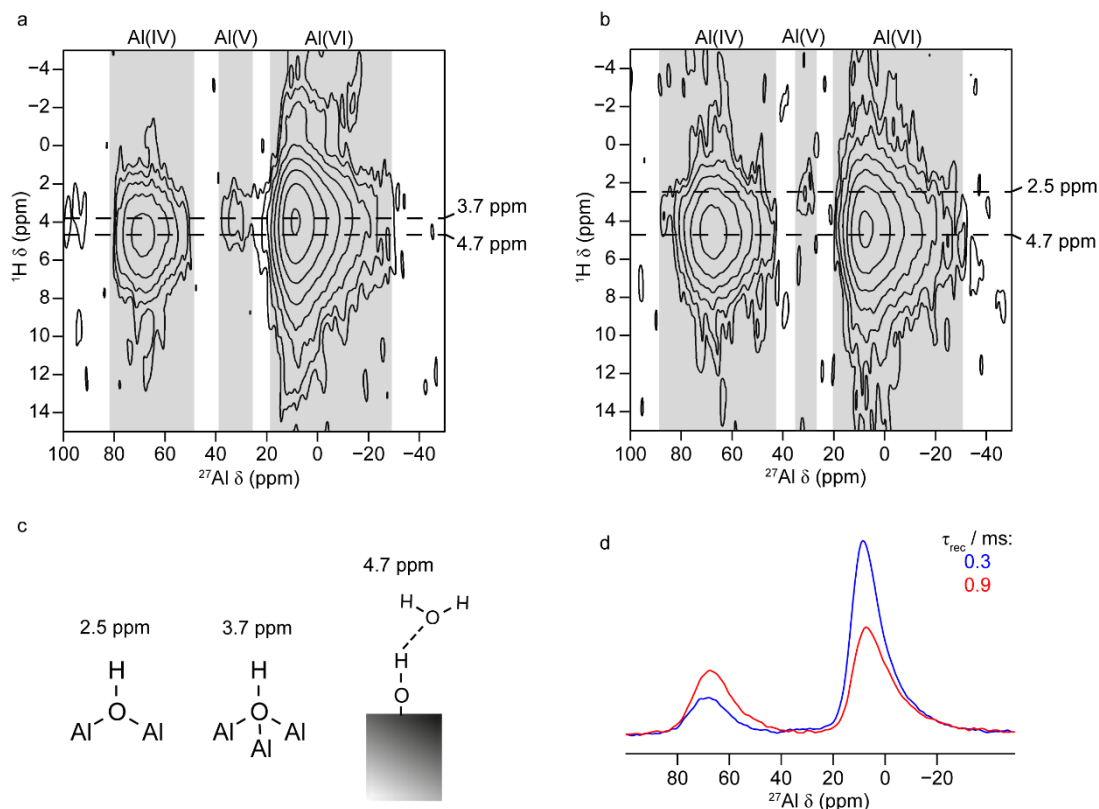 a
Al(IV) Al(V) Al(VI)
−4
−2
0
2
4
6
8
10
12
14
¹H δ (ppm)
3.7 ppm
4.7 ppm
100 80 60 40 20 0 −20 −40
²⁷Al δ (ppm)
b
Al(IV) Al(V) Al(VI)
−4
−2
0
2
4
6
8
10
12
14
¹H δ (ppm)
2.5 ppm
4.7 ppm
100 80 60 40 20 0 −20 −40
²⁷Al δ (ppm)
c
2.5 ppm
H
O
Al Al
3.7 ppm
H
O
Al Al
Al
4.7 ppm
H H
O
H
O
d
τrec / ms:
0.3
0.9
80 60 40 20 0 −20
²⁷Al δ (ppm)